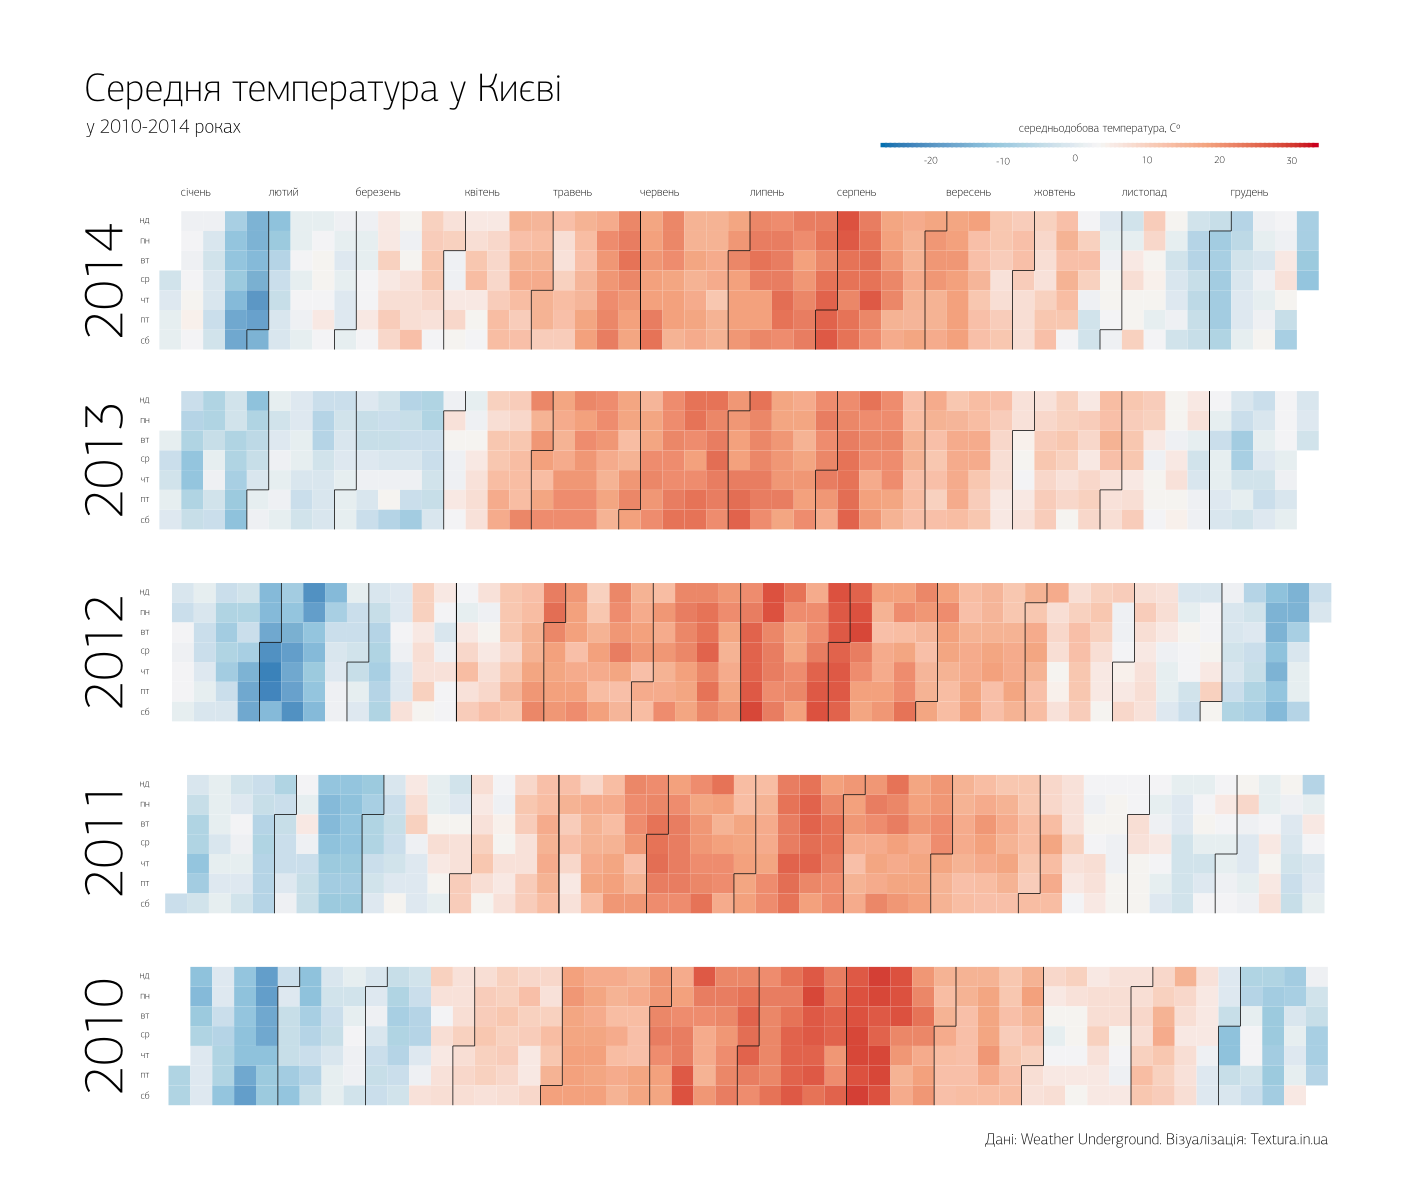 Середня температура у Києві
у 2010-2014 роках
середньодобова температура, Cº
-20 -10 0 10 20 30
січень лютий березень квітень травень червень липень серпень вересень жовтень листопад грудень
2014
нд
пн
вт
ср
чт
пт
сб
2013
нд
пн
вт
ср
чт
пт
сб
2012
нд
пн
вт
ср
чт
пт
сб
2011
нд
пн
вт
ср
чт
пт
сб
2010
нд
пн
вт
ср
чт
пт
сб
Дані: Weather Underground. Візуалізація: Textura.in.ua